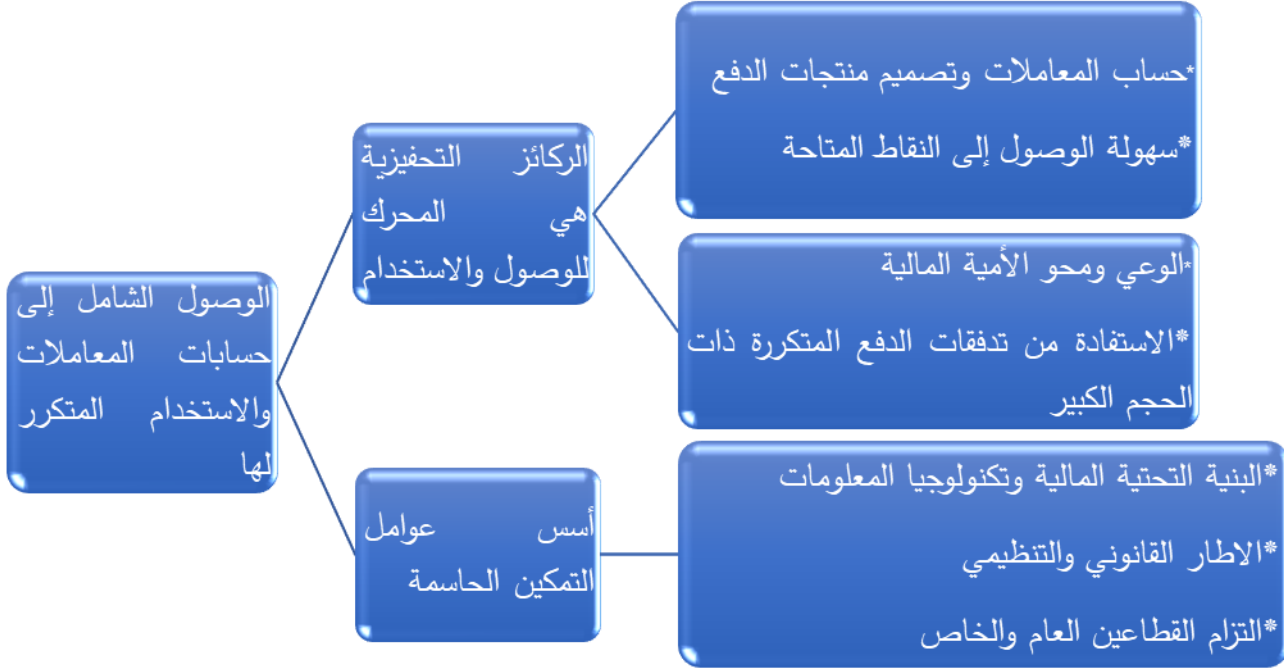 *حساب المعاملات وتصميم منتجات الدفع
*سهولة الوصول إلى النقاط المتاحة
الركائز التحفيزية
هي المحرك
للوصول والاستخدام
*الوعي ومحو الأمية المالية
*الاستفادة من تدفقات الدفع المتكررة ذات
الحجم الكبير
الوصول الشامل إلى
حسابات المعاملات
والاستخدام المتكرر
لها
أسس عوامل
التمكين الحاسمة
*البنية التحتية المالية وتكنولوجيا المعلومات
*الاطار القانوني والتنظيمي
*التزام القطاعين العام والخاص